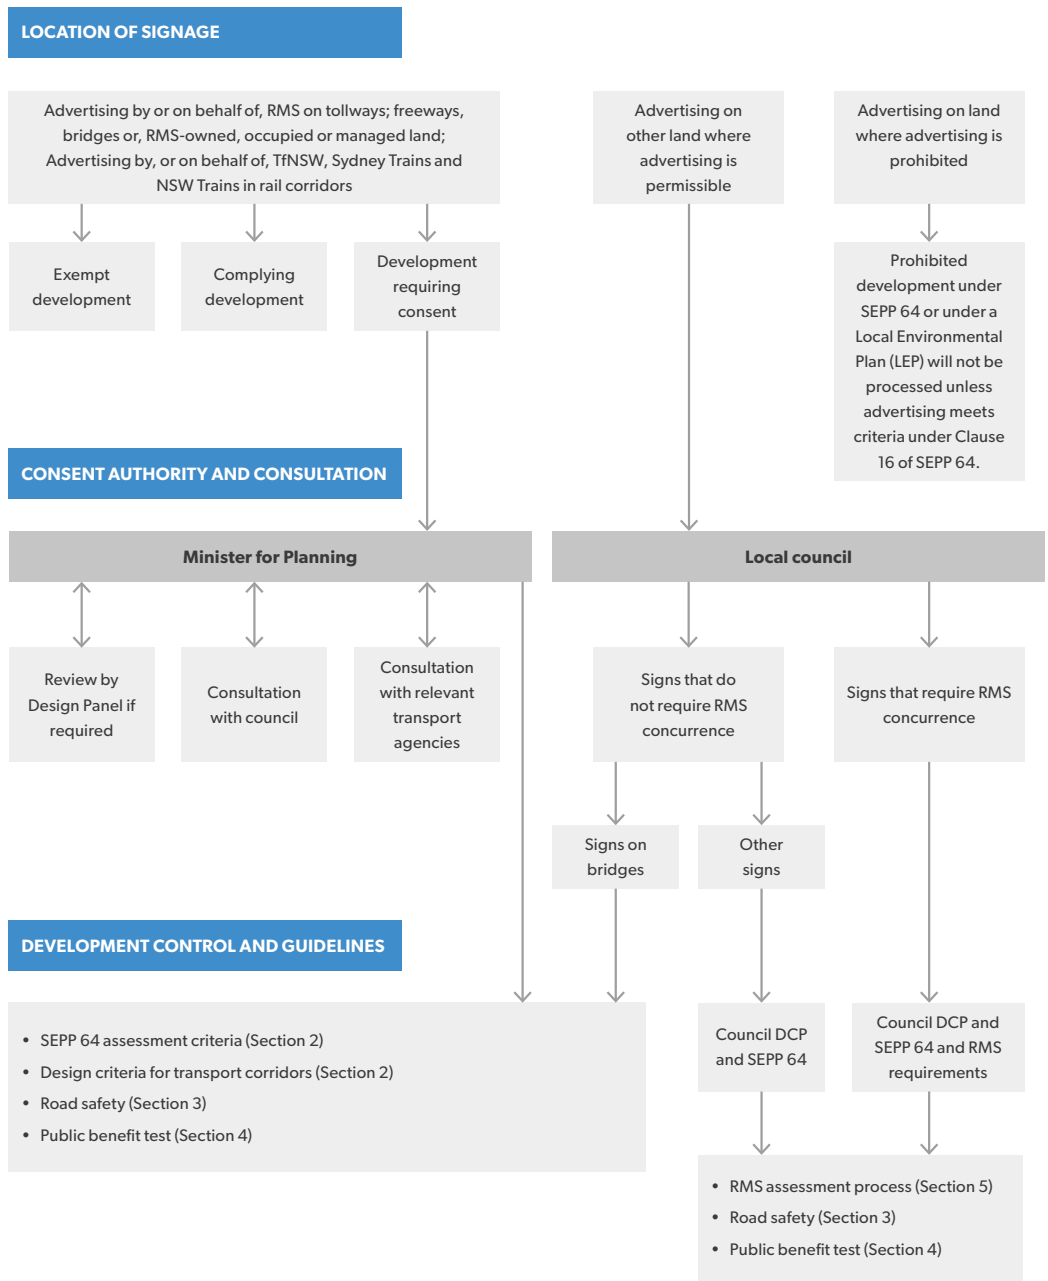 LOCATION OF SIGNAGE
Advertising by or on behalf of, RMS on tollways; freeways,
bridges or, RMS-owned, occupied or managed land;
Advertising by, or on behalf of, TfNSW, Sydney Trains and
NSW Trains in rail corridors
Advertising on
other land where
advertising is
permissible
Advertising on land
where advertising is
prohibited
Exempt
development
Complying
development
Development
requiring
consent
Prohibited
development under
SEPP 64 or under a
Local Environmental
Plan (LEP) will not be
processed unless
advertising meets
criteria under Clause
16 of SEPP 64.
CONSENT AUTHORITY AND CONSULTATION
Minister for Planning
Local council
Review by
Design Panel if
required
Consultation
with council
Consultation
with relevant
transport
agencies
Signs that do
not require RMS
concurrence
Signs that require RMS
concurrence
Signs on
bridges
Other
signs
DEVELOPMENT CONTROL AND GUIDELINES
• SEPP 64 assessment criteria (Section 2)
• Design criteria for transport corridors (Section 2)
• Road safety (Section 3)
• Public benefit test (Section 4)
Council DCP
and SEPP 64
Council DCP and
SEPP 64 and RMS
requirements
• RMS assessment process (Section 5)
• Road safety (Section 3)
• Public benefit test (Section 4)